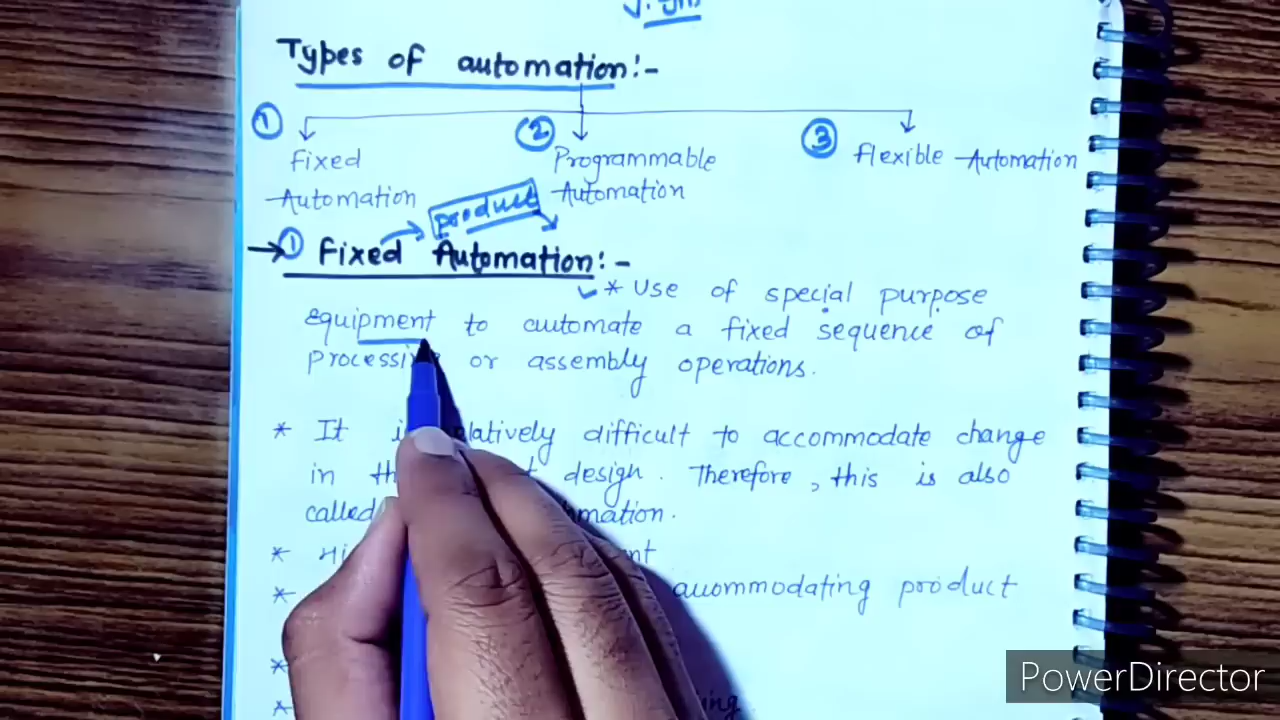 Types of automation:-
① ② ③
Fixed Automation
Programmable Automation
Flexible Automation
product
→① Fixed Automation:-
* Use of special purpose
equipment to automate a fixed sequence of
or assembly operations.
* It difficult to accommodate change
in design. Therefore, this is also
called
*
* auommodating product
*
*
PowerDirector